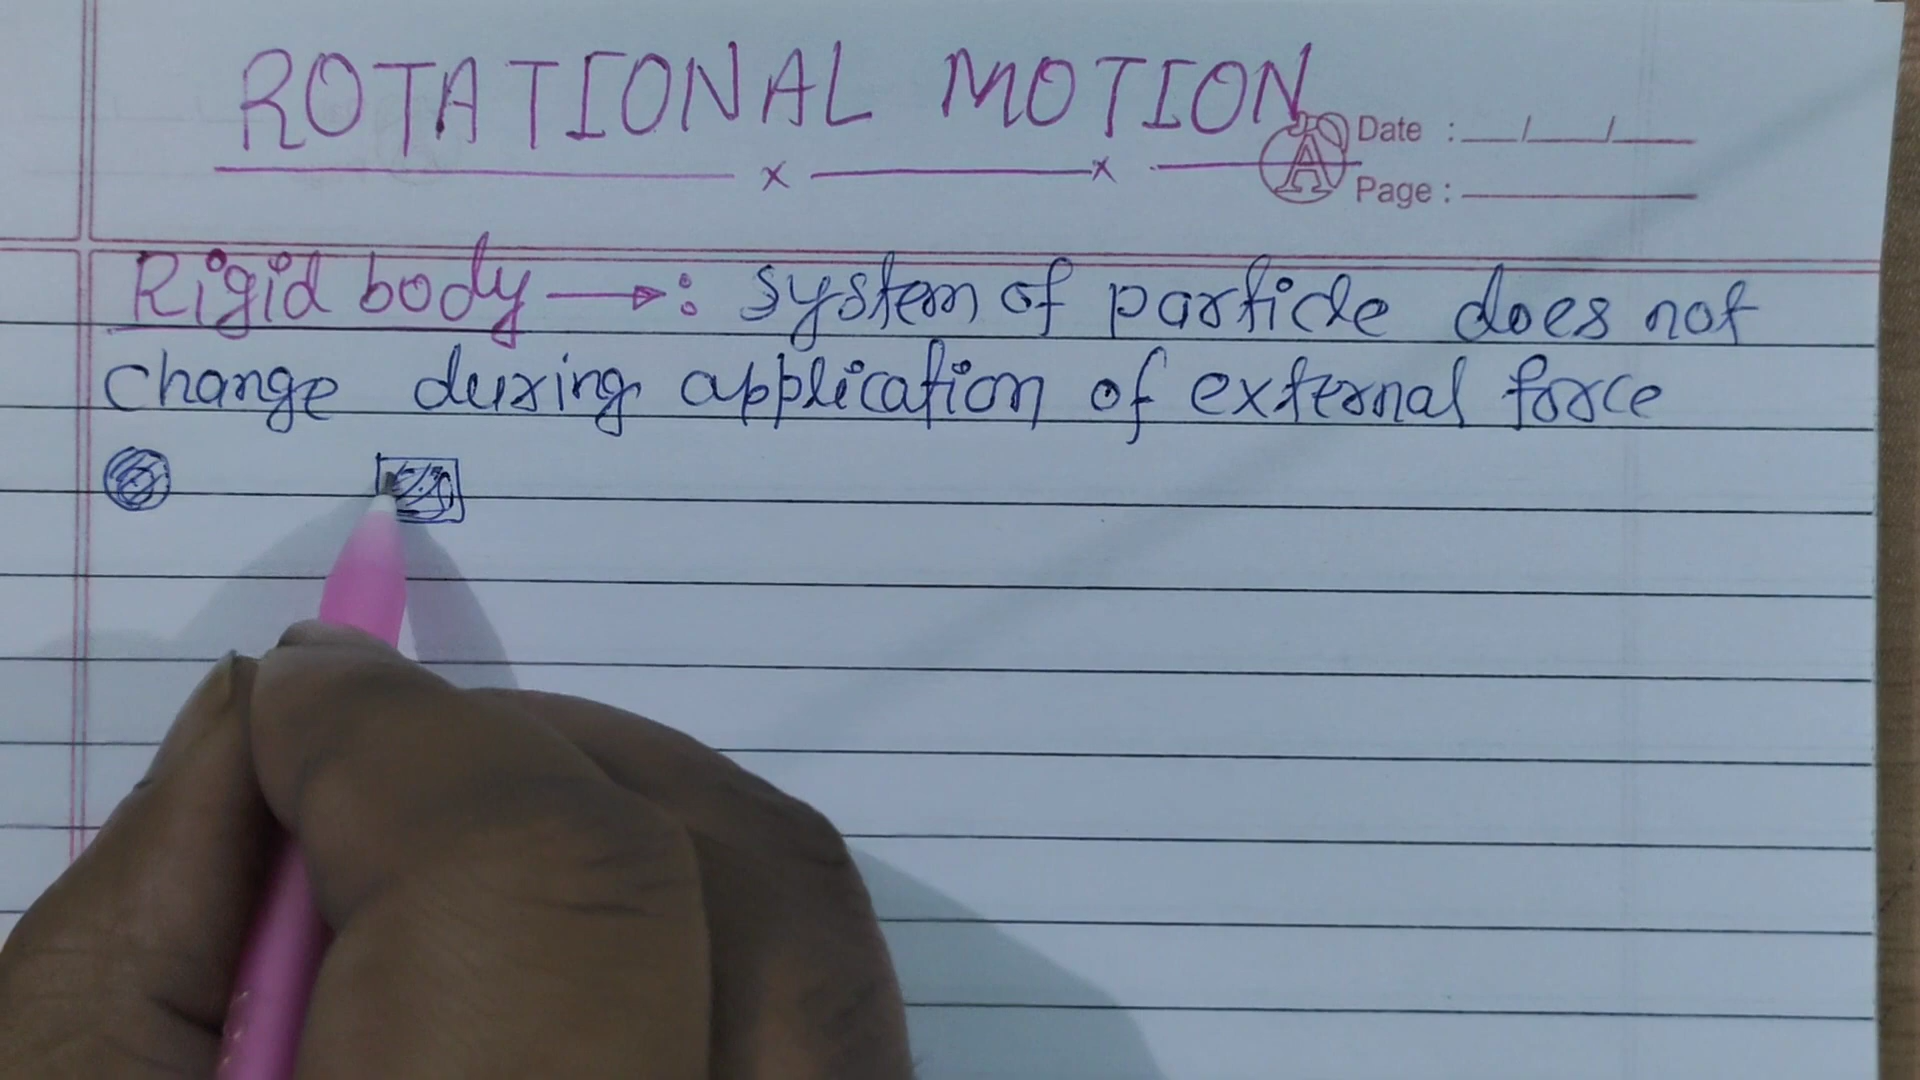 ROTATIONAL MOTION
x x
A
Date : __/__/__
Page : ____
Rigid body → : system of particle does not
change during application of external force